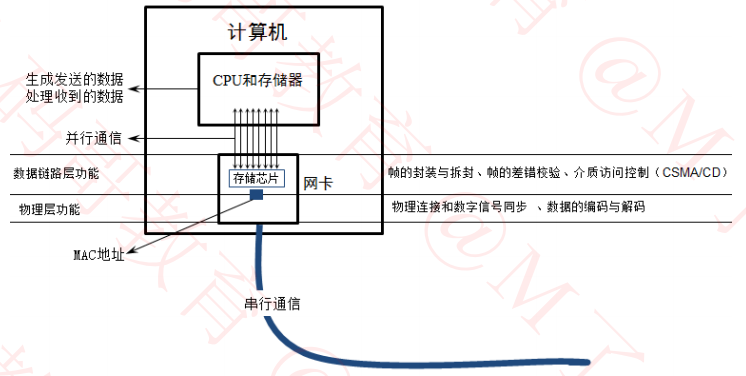 计算机
CPU和存储器
生成发送的数据
处理收到的数据
并行通信
数据链路层功能
存储芯片
网卡
帧的封装与拆封、帧的差错校验、介质访问控制（CSMA/CD）
物理层功能
物理连接和数字信号同步 、数据的编码与解码
MAC地址
串行通信